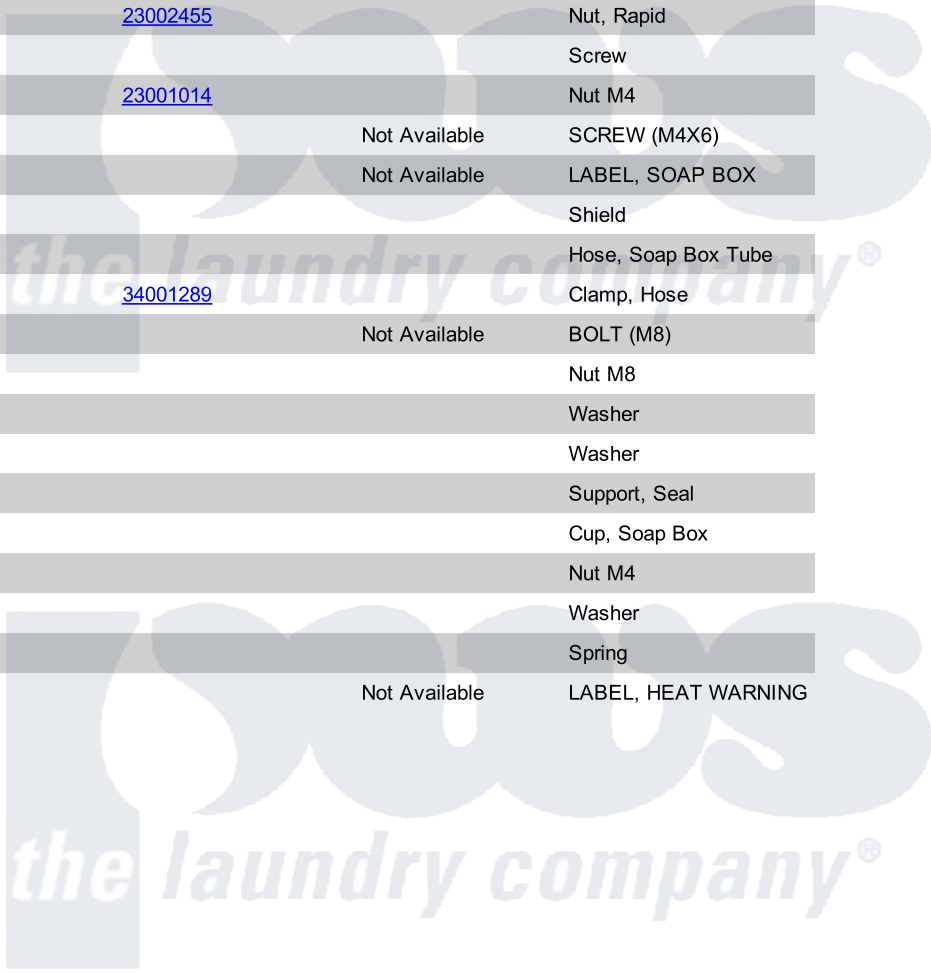 23002455 Nut, Rapid
Screw
23001014 Nut M4
Not Available SCREW (M4X6)
Not Available LABEL, SOAP BOX
Shield
Hose, Soap Box Tube
34001289 Clamp, Hose
Not Available BOLT (M8)
Nut M8
Washer
Washer
Support, Seal
Cup, Soap Box
Nut M4
Washer
Spring
Not Available LABEL, HEAT WARNING
pws
the laundry company®
pws
the laundry company®